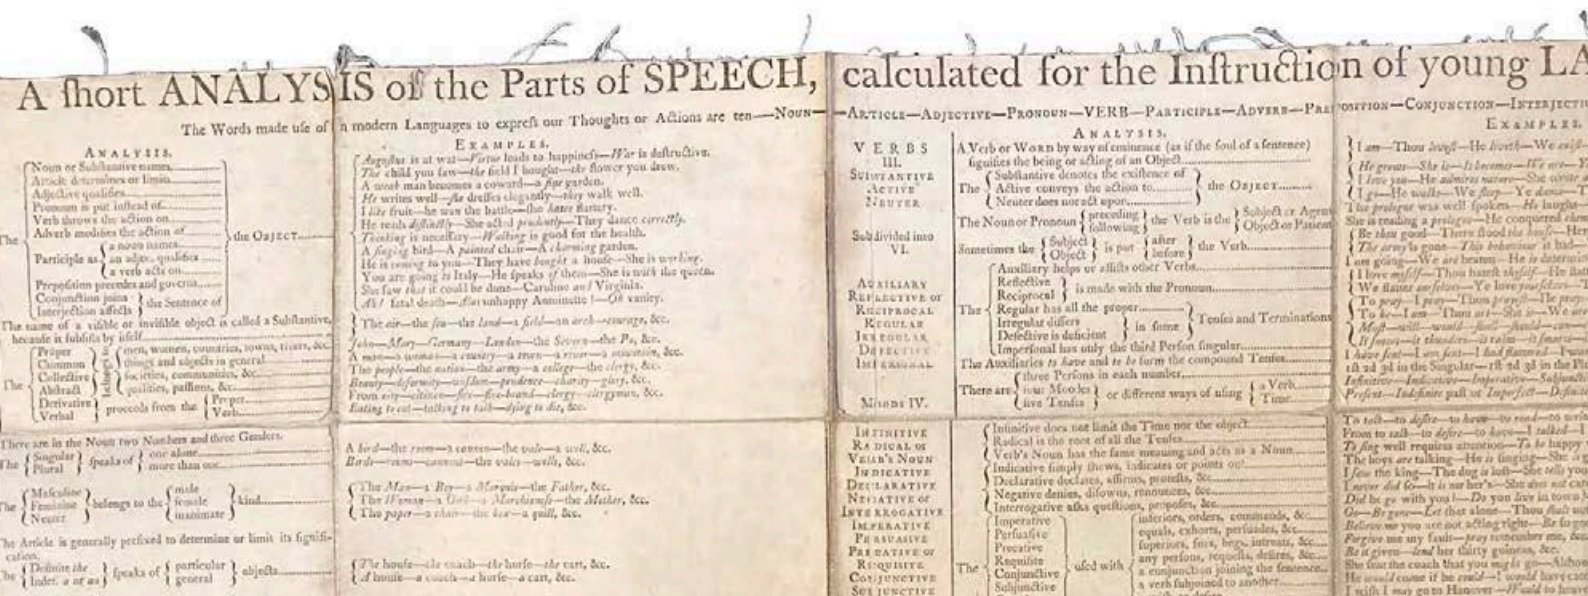 A ſhort ANALYSIS of the Parts of SPEECH, calculated for the Inſtruction of young LA
The Words made uſe of in modern Languages to expreſs our Thoughts or Actions are ten—Noun—Article—Adjective—Pronoun—VERB—Participle—Adverb—Prepoſition—Conjunction—Interjecti
ANALYSIS.
The
Noun or Subſtantive names
Article determines or limits
Adjective qualifies
Pronoun is put inſtead of
Verb throws the action on
Adverb modifies the action of
Participle as
a noun names
an adjec. qualifies
a verb acts on
Prepoſition precedes and governs
Conjunction joins
Interjection affects
the Sentence of
the OBJECT
The name of a viſible or inviſible object is called a Subſtantive,
becauſe it ſubſiſts by itſelf
The
Proper
Common
Collective
Abſtract
Derivative
Verbal
men, women, countries, towns, rivers, &c.
things and objects in general
ſocieties, communities, &c.
qualities, paſſions, &c.
proceeds from the
Proper
Verb
There are in the Noun two Numbers and three Genders.
The
Singular
Plural
ſpeaks of
one alone
more than one
The
Maſculine
Feminine
Neuter
belongs to the
male
female
inanimate
kind
The Article is generally prefixed to determine or limit its ſignifi-
cation.
The
Definite the
Indef. a or an
ſpeaks of
particular
general
objects
EXAMPLES.
Auguſtus is at war—Virtue leads to happineſs—War is deſtructive.
The child you ſaw—the field I bought—the flower you drew.
A weak man becomes a coward—a fine garden.
He writes well—ſhe dreſſes elegantly—they walk well.
I like fruit—he won the battle—ſhe hates flattery.
He reads diſtinctly—She acted prudently—They dance correctly.
Thinking is neceſſary—Walking is good for the health.
A ſinging bird—A painted chair—A charming garden.
He is coming to you—They have bought a houſe—She is working.
You are going to Italy—He ſpeaks of them—She is with the queen.
She ſaw that it could be done—Caroline and Virginia.
Ah! fatal death—Alas unhappy Antoinette!—Oh vanity.
The air—the ſea—the land—a field—an arch—courage, &c.
John—Mary—Germany—London—the Severn—the Po, &c.
A man—a woman—a country—a town—a river—a mountain, &c.
The people—the nation—the army—a college—the clergy, &c.
Beauty—deformity—wiſdom—prudence—charity—glory, &c.
From city—citizen—fire—fire-brand—clergy—clergyman, &c.
Eating to eat—talking to talk—dying to die, &c.
A bird—the room—a cannon—the vale—a well, &c.
Birds—rooms—cannons—the vales—wells, &c.
The Man—a Boy—a Marquis—the Father, &c.
The Woman—a Girl—a Marchioneſs—the Mother, &c.
The paper—a chair—the box—a quill, &c.
The houſe—the coach—the horſe—the cart, &c.
A houſe—a coach—a horſe—a cart, &c.
VERBS
III.
SUBSTANTIVE
ACTIVE
NEUTER
Subdivided into
VI.
AUXILIARY
REFLECTIVE or
RECIPROCAL
REGULAR
IRREGULAR
DEFECTIVE
IMPERSONAL
MOODS IV.
INFINITIVE
RADICAL or
VERB'S NOUN
INDICATIVE
DECLARATIVE
NEGATIVE or
INTERROGATIVE
IMPERATIVE
PERSUASIVE
PRECATIVE or
REQUISITE
CONJUNCTIVE
SUBJUNCTIVE
ANALYSIS.
A Verb or WORD by way of eminence (as if the ſoul of a ſentence)
ſignifies the being or acting of an Object
The
Subſtantive denotes the exiſtence of
Active conveys the action to
Neuter does not act upon
the OBJECT
The Noun or Pronoun
preceding
following
the Verb is the
Subject or Agent
Object or Patient
Sometimes the
Subject
Object
is put
after
before
the Verb
The
Auxiliary helps or aſſiſts other Verbs
Reflective
Reciprocal
is made with the Pronoun
Regular has all the proper
Irregular differs
Defective is deficient
in ſome
Tenſes and Terminations
Imperſonal has only the third Perſon ſingular
The Auxiliaries to have and to be form the compound Tenſes
There are
three Perſons in each number
four Moodes
five Tenſes
or different ways of uſing
a Verb
Time
Infinitive does not limit the Time nor the object
Radical is the root of all the Tenſes
Verb's Noun has the ſame meaning and acts as a Noun
Indicative ſimply ſhews, indicates or points out
Declarative declares, affirms, proteſts, &c.
Negative denies, diſowns, renounces, &c.
Interrogative aſks queſtions, propoſes, &c.
The
Imperative
Perſuaſive
Precative
Requiſite
Conjunctive
Subjunctive
uſed with
inferiors, orders, commands, &c.
equals, exhorts, perſuades, &c.
ſuperiors, ſues, begs, intreats, &c.
any perſons, requeſts, deſires, &c.
a conjunction joining the ſentence
a verb ſubjoined to another
EXAMPLES.
I am—Thou loveſt—He liveth—We
He grows—She is—It becomes—We are—Y
I love you—He admires nature—She wrote
I go—He walks—We ſleep—Ye dance—T
The prologue was well ſpoken—He laughs
She is reading a prologue—He conquered
Be thou good—There ſtood the houſe—Her
The army is gone—This behaviour is bad
I am going—We are beaten—He is determin
I love myſelf—Thou hateſt thyſelf—He
We flatter ourſelves—Ye love yourſelves—T
To pray—I pray—Thou prayeſt—He prays
To be—I am—Thou art—She is—We are
Moſt—will—would—ſhall—ſhould—can
I have ſent—I am ſent—I had
1ſt 2d 3d in the Singular—1ſt 2d 3d in the Pl
Infinitive—Indicative—Imperative—Subjunct
Preſent—Indefinite paſt
To talk—to deſire—to have—to read—to
From to talk—to deſire—to have—I talked—I
To ſing well requires attention—To be happy
The boys are talking—He is ſinging—She is
I ſaw the king—The dog is loſt—She tells you
I never did ſo—It is not her's—She does not
Did he go with you?—Do you live in town
Go—Be gone—Let that alone—Thou ſhalt
Believe me you are not acting right—Be
Forgive me my fault—pray remember me,
Be it given—lend her thirty guineas, &c.
She ſent the coach that you might go—Altho
He would come if he could—I would have
I wiſh I may go to Hanover